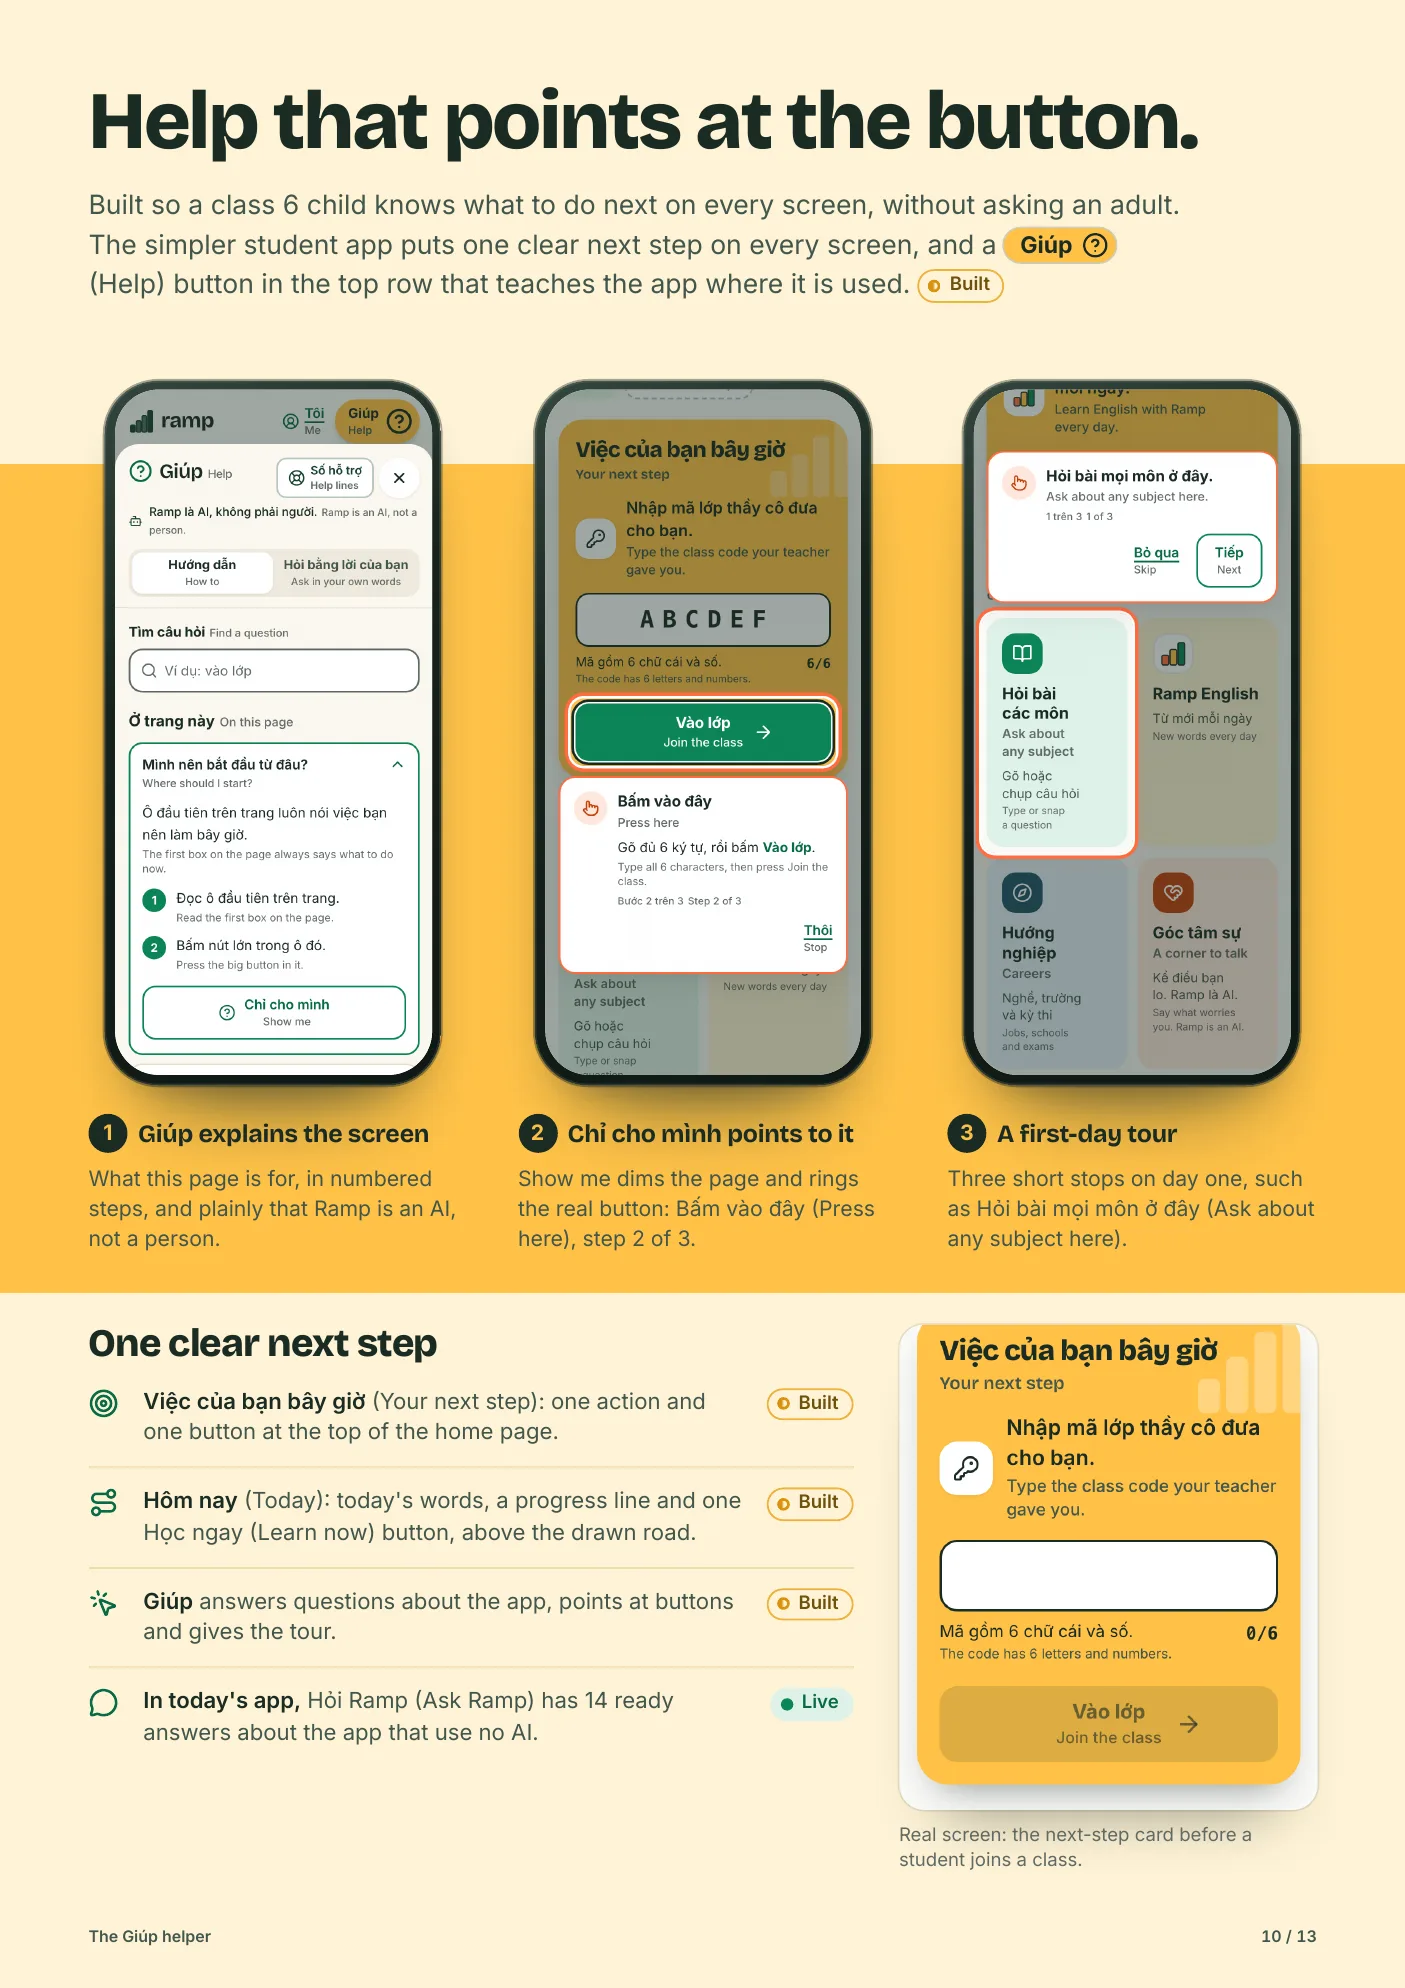 Help that points at the button.
Built so a class 6 child knows what to do next on every screen, without asking an adult.
The simpler student app puts one clear next step on every screen, and a Giúp
(Help) button in the top row that teaches the app where it is used. Built
ramp
Tôi
Me
Giúp
Help
Giúp Help
Số hỗ trợ
Help lines
Ramp là AI, không phải người. Ramp is an AI, not a
person.
Hướng dẫn
How to
Hỏi bằng lời của bạn
Ask in your own words
Tìm câu hỏi Find a question
Ví dụ: vào lớp
Ở trang này On this page
Mình nên bắt đầu từ đâu?
Where should I start?
Ô đầu tiên trên trang luôn nói việc bạn
nên làm bây giờ.
The first box on the page always says what to do
now.
1 Đọc ô đầu tiên trên trang.
Read the first box on the page.
2 Bấm nút lớn trong ô đó.
Press the big button in it.
Chỉ cho mình
Show me
Việc của bạn bây giờ
Your next step
Nhập mã lớp thầy cô đưa
cho bạn.
Type the class code your teacher
gave you.
ABCDEF
Mã gồm 6 chữ cái và số. 6/6
The code has 6 letters and numbers.
Vào lớp
Join the class
Bấm vào đây
Press here
Gõ đủ 6 ký tự, rồi bấm Vào lớp.
Type all 6 characters, then press Join the
class.
Bước 2 trên 3 Step 2 of 3
Thôi
Stop
Ask about
any subject
New words every day
Gõ hoặc
chụp câu hỏi
Type or snap
Learn English with Ramp
every day.
Hỏi bài mọi môn ở đây.
Ask about any subject here.
1 trên 3 1 of 3
Bỏ qua
Skip
Tiếp
Next
Hỏi bài
các môn
Ask about
any subject
Gõ hoặc
chụp câu hỏi
Type or snap
a question
Ramp English
Từ mới mỗi ngày
New words every day
Hướng
nghiệp
Careers
Nghề, trường
và kỳ thi
Jobs, schools
and exams
Góc tâm sự
A corner to talk
Kể điều bạn
lo. Ramp là AI.
Say what worries
you. Ramp is an AI.
1 Giúp explains the screen
What this page is for, in numbered
steps, and plainly that Ramp is an AI,
not a person.
2 Chỉ cho mình points to it
Show me dims the page and rings
the real button: Bấm vào đây (Press
here), step 2 of 3.
3 A first-day tour
Three short stops on day one, such
as Hỏi bài mọi môn ở đây (Ask about
any subject here).
One clear next step
Việc của bạn bây giờ (Your next step): one action and
one button at the top of the home page.
Built
Hôm nay (Today): today's words, a progress line and one
Học ngay (Learn now) button, above the drawn road.
Built
Giúp answers questions about the app, points at buttons
and gives the tour.
Built
In today's app, Hỏi Ramp (Ask Ramp) has 14 ready
answers about the app that use no AI.
Live
Việc của bạn bây giờ
Your next step
Nhập mã lớp thầy cô đưa
cho bạn.
Type the class code your teacher
gave you.
Mã gồm 6 chữ cái và số. 0/6
The code has 6 letters and numbers.
Vào lớp
Join the class
Real screen: the next-step card before a
student joins a class.
The Giúp helper
10 / 13